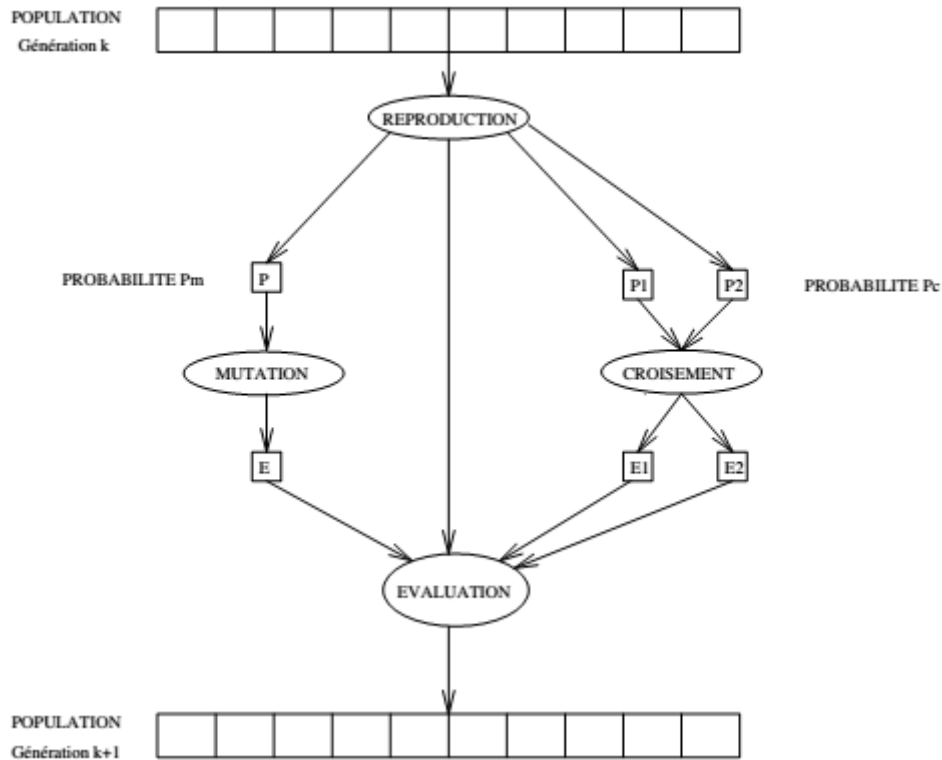 POPULATION
Génération k
REPRODUCTION
PROBABILITE Pm
P
P1
P2
PROBABILITE Pc
MUTATION
CROISEMENT
E
E1
E2
EVALUATION
POPULATION
Génération k+1